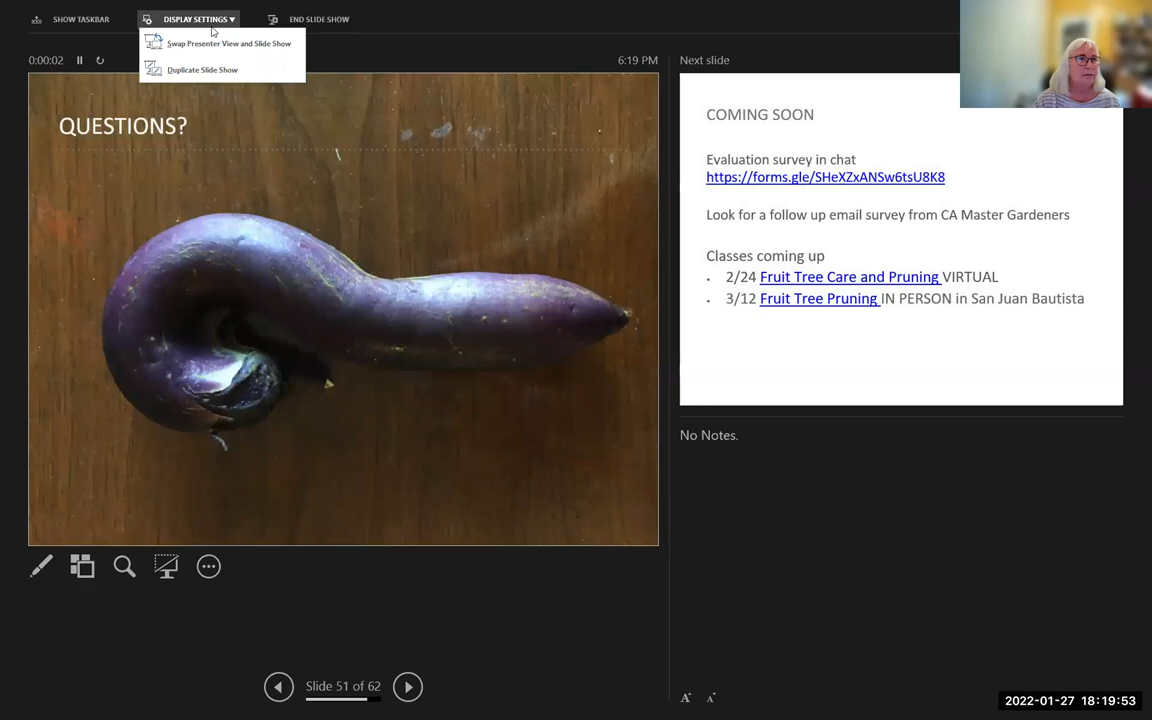 SHOW TASKBAR
DISPLAY SETTINGS ▼
END SLIDE SHOW
Swap Presenter View and Slide Show
Duplicate Slide Show
0:00:02
6:19 PM
Next slide
QUESTIONS?
COMING SOON
Evaluation survey in chat
https://forms.gle/SHeXZxANSw6tsU8K8
Look for a follow up email survey from CA Master Gardeners
Classes coming up
• 2/24 Fruit Tree Care and Pruning VIRTUAL
• 3/12 Fruit Tree Pruning IN PERSON in San Juan Bautista
No Notes.
Slide 51 of 62
A A
2022-01-27 18:19:53